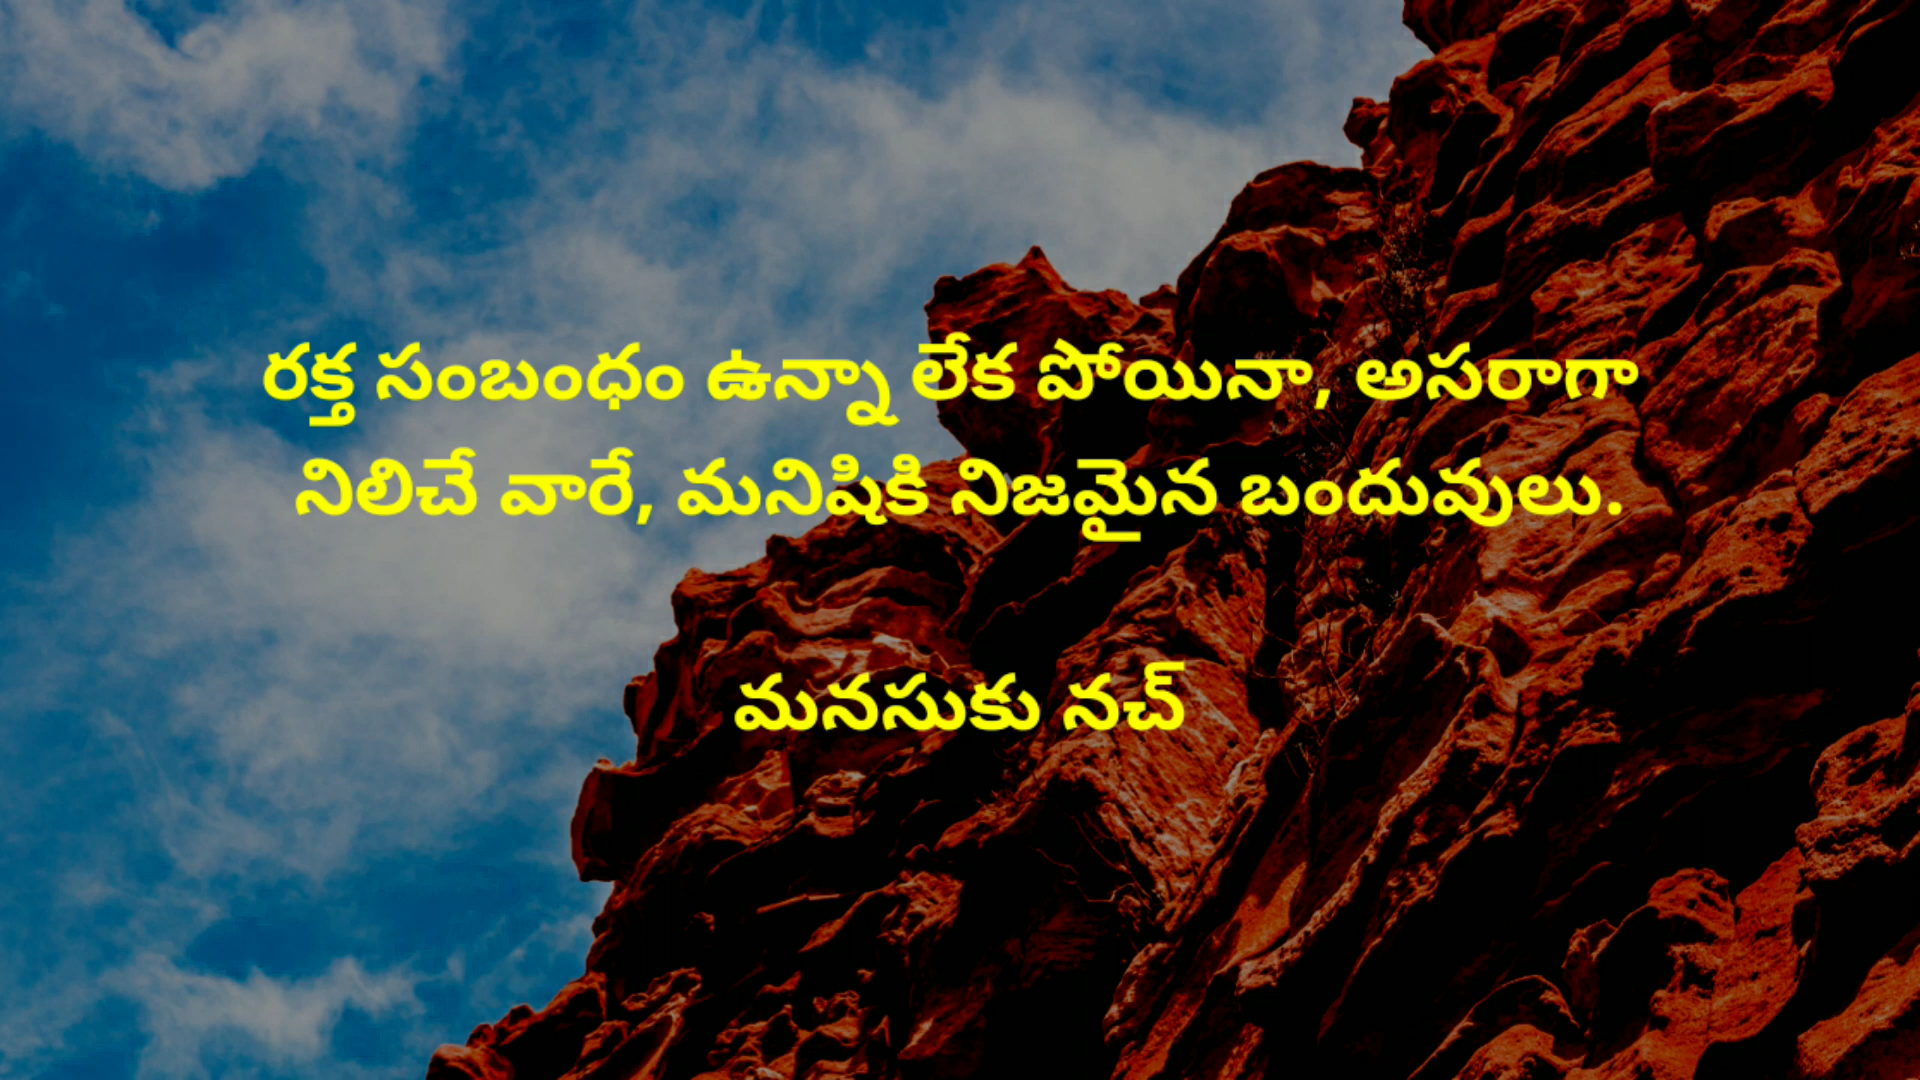 రక్త సంబంధం ఉన్నా లేక పోయినా, అసరాగా
నిలిచే వారే, మనిషికి నిజమైన బందువులు.
మనసుకు నచ్